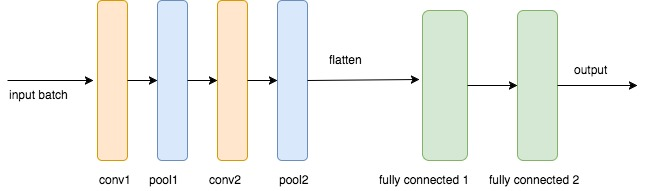 flatten
output
input batch
conv1
pool1
conv2
pool2
fully connected 1
fully connected 2